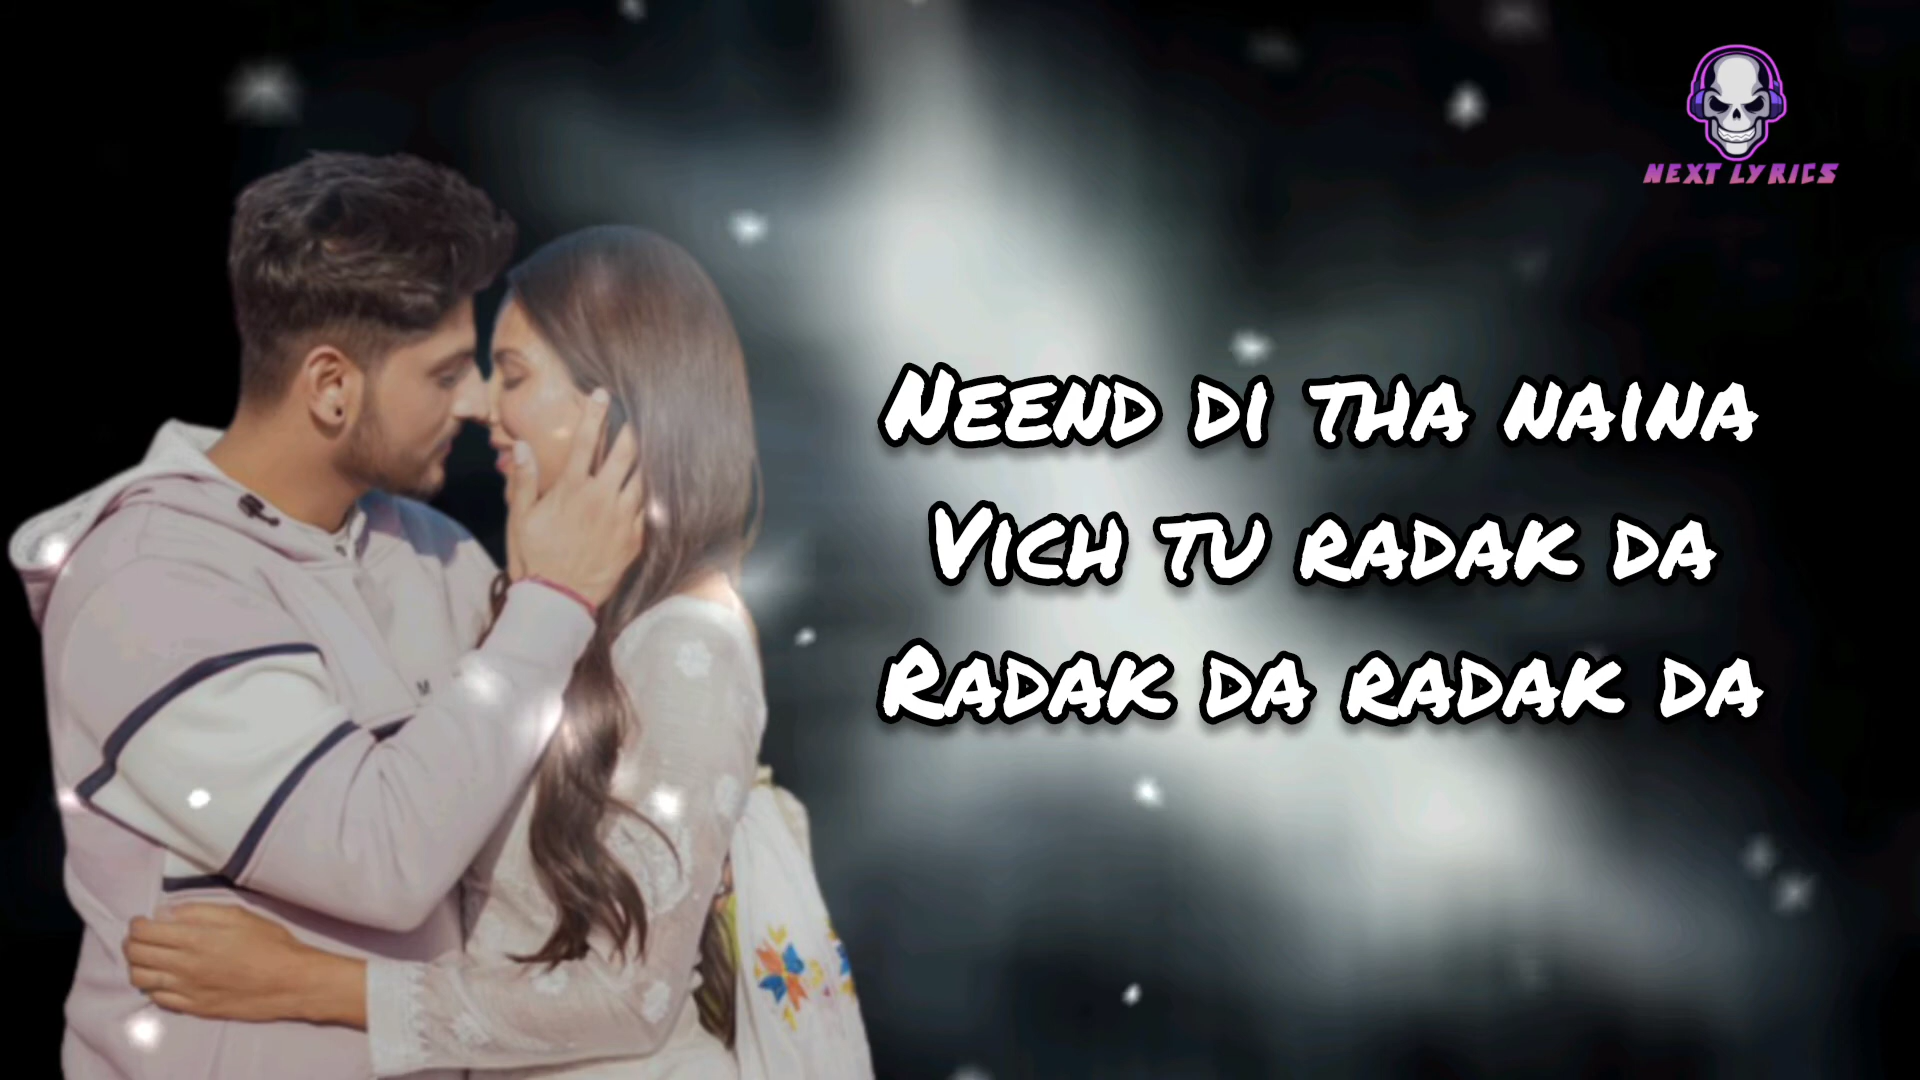 NEXT LYRICS
NEEND DI THA NAINA
VICH TU RADAK DA
RADAK DA RADAK DA
M